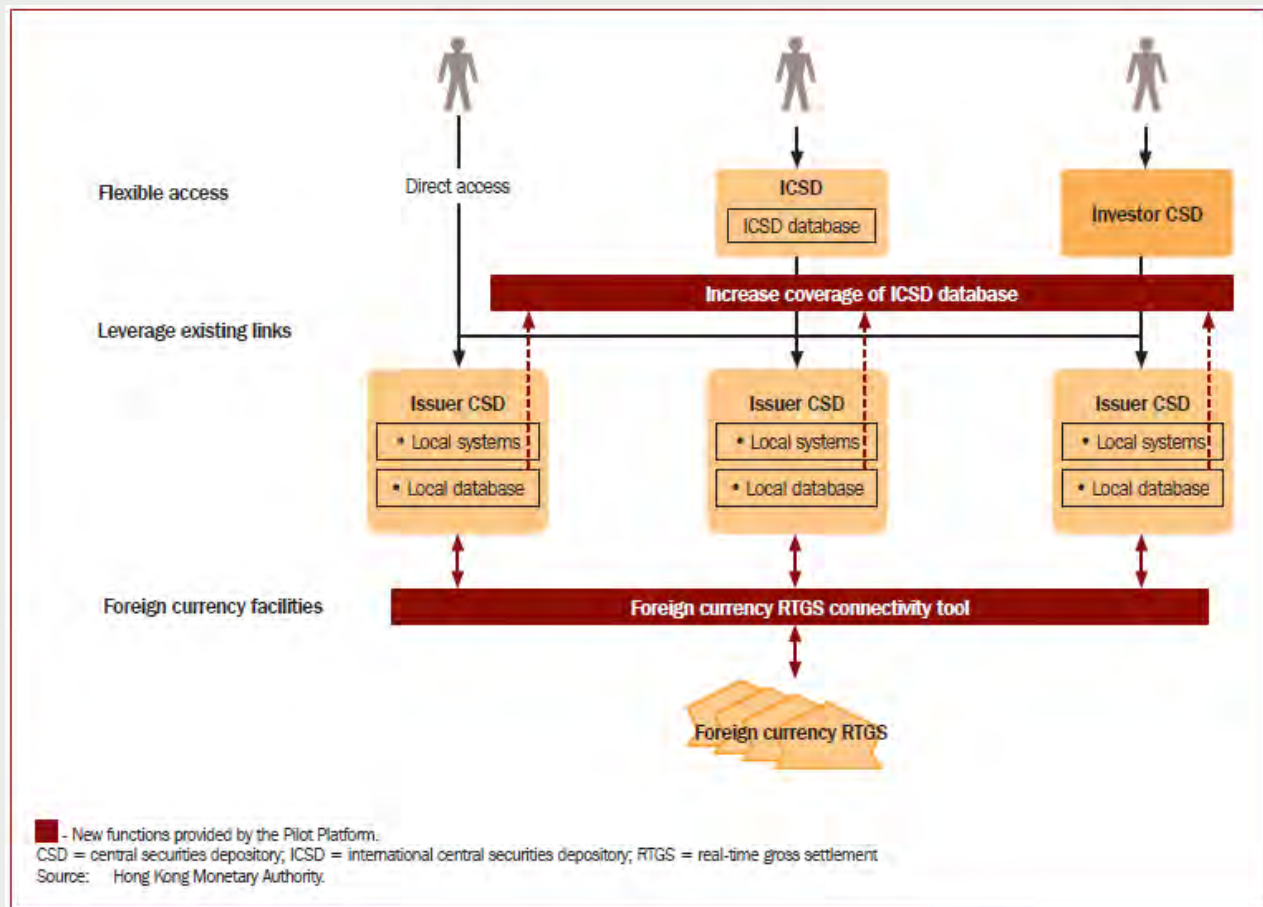 Flexible access
Direct access
ICSD
ICSD database
Investor CSD
Increase coverage of ICSD database
Leverage existing links
Issuer CSD
• Local systems
• Local database
Issuer CSD
• Local systems
• Local database
Issuer CSD
• Local systems
• Local database
Foreign currency facilities
Foreign currency RTGS connectivity tool
Foreign currency RTGS
- New functions provided by the Pilot Platform.
CSD = central securities depository; ICSD = international central securities depository; RTGS = real-time gross settlement
Source: Hong Kong Monetary Authority.